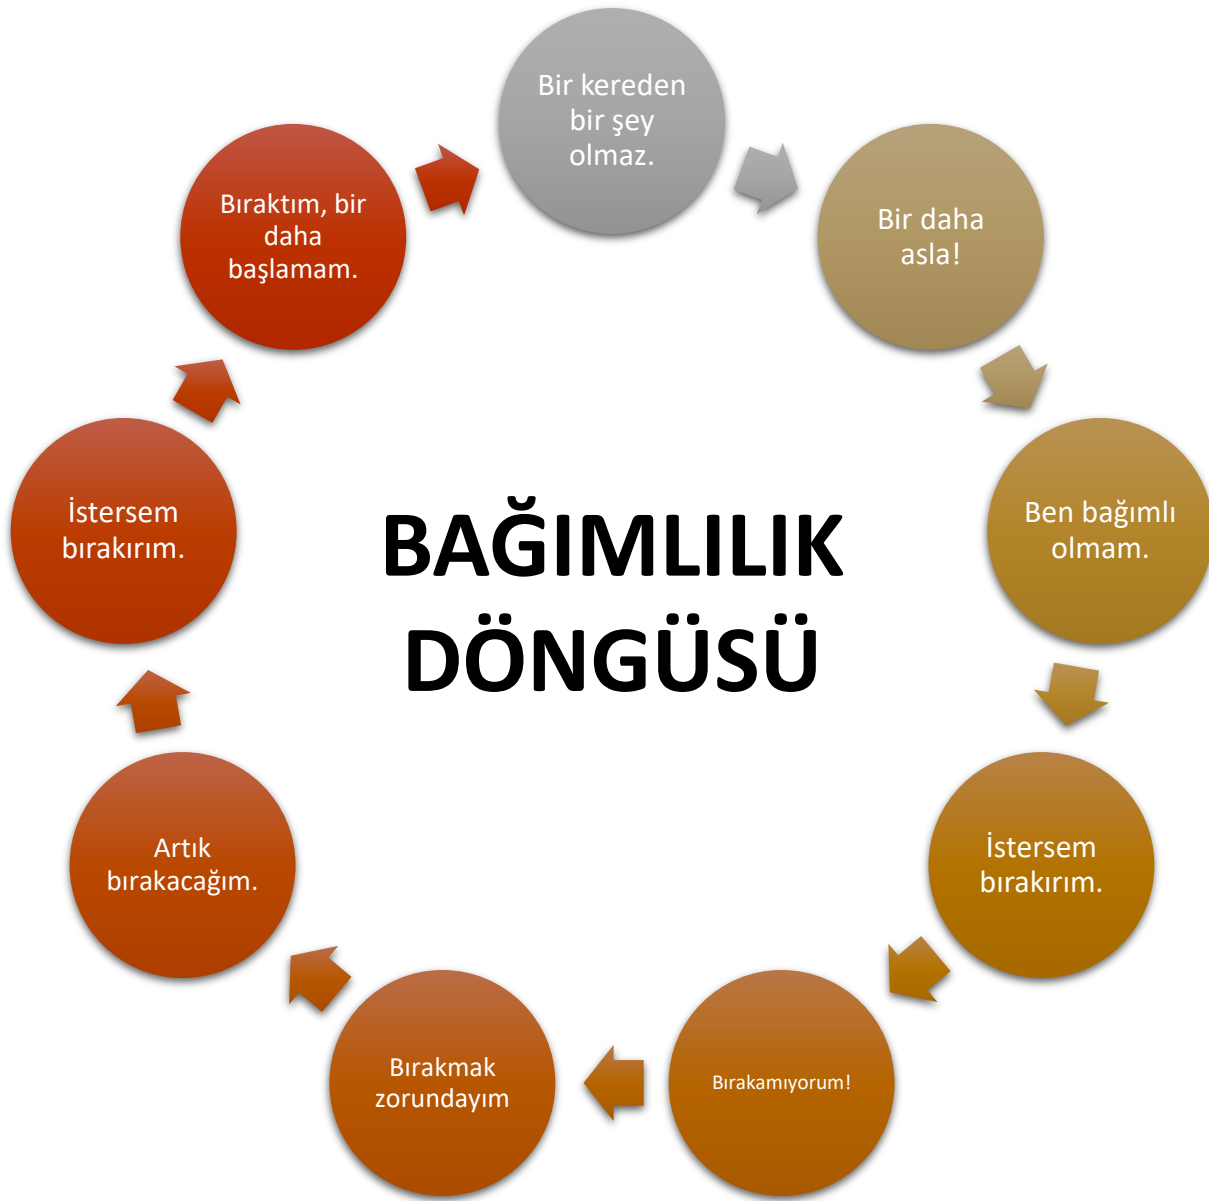 Bir kereden
bir şey
olmaz.
Bir daha
asla!
Ben bağımlı
olmam.
İstersem
bırakırım.
Bırakamıyorum!
Bırakmak
zorundayım
Artık
bırakacağım.
İstersem
bırakırım.
Bıraktım, bir
daha
başlamam.
BAĞIMLILIK
DÖNGÜSÜ